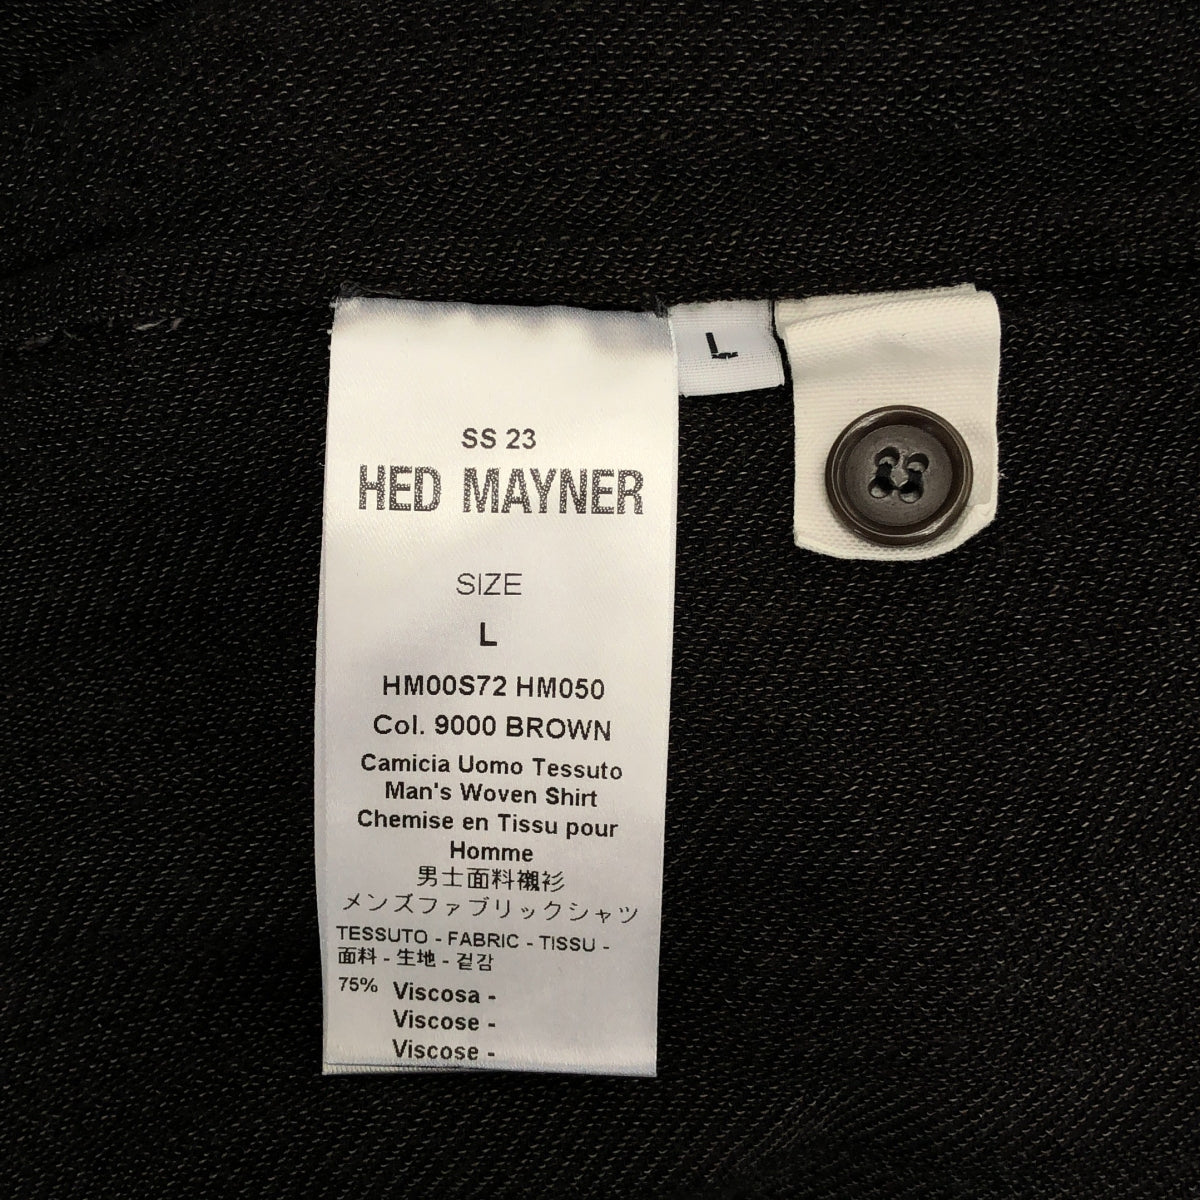 SS 23
HED MAYNER
SIZE
L
HM00S72 HM050
Col. 9000 BROWN
Camicia Uomo Tessuto
Man's Woven Shirt
Chemise en Tissu pour
Homme
男士面料襯衫
メンズファブリックシャツ
TESSUTO - FABRIC - TISSU -
面料 - 生地 - 겉감
75% Viscosa -
Viscose -
Viscose -
L